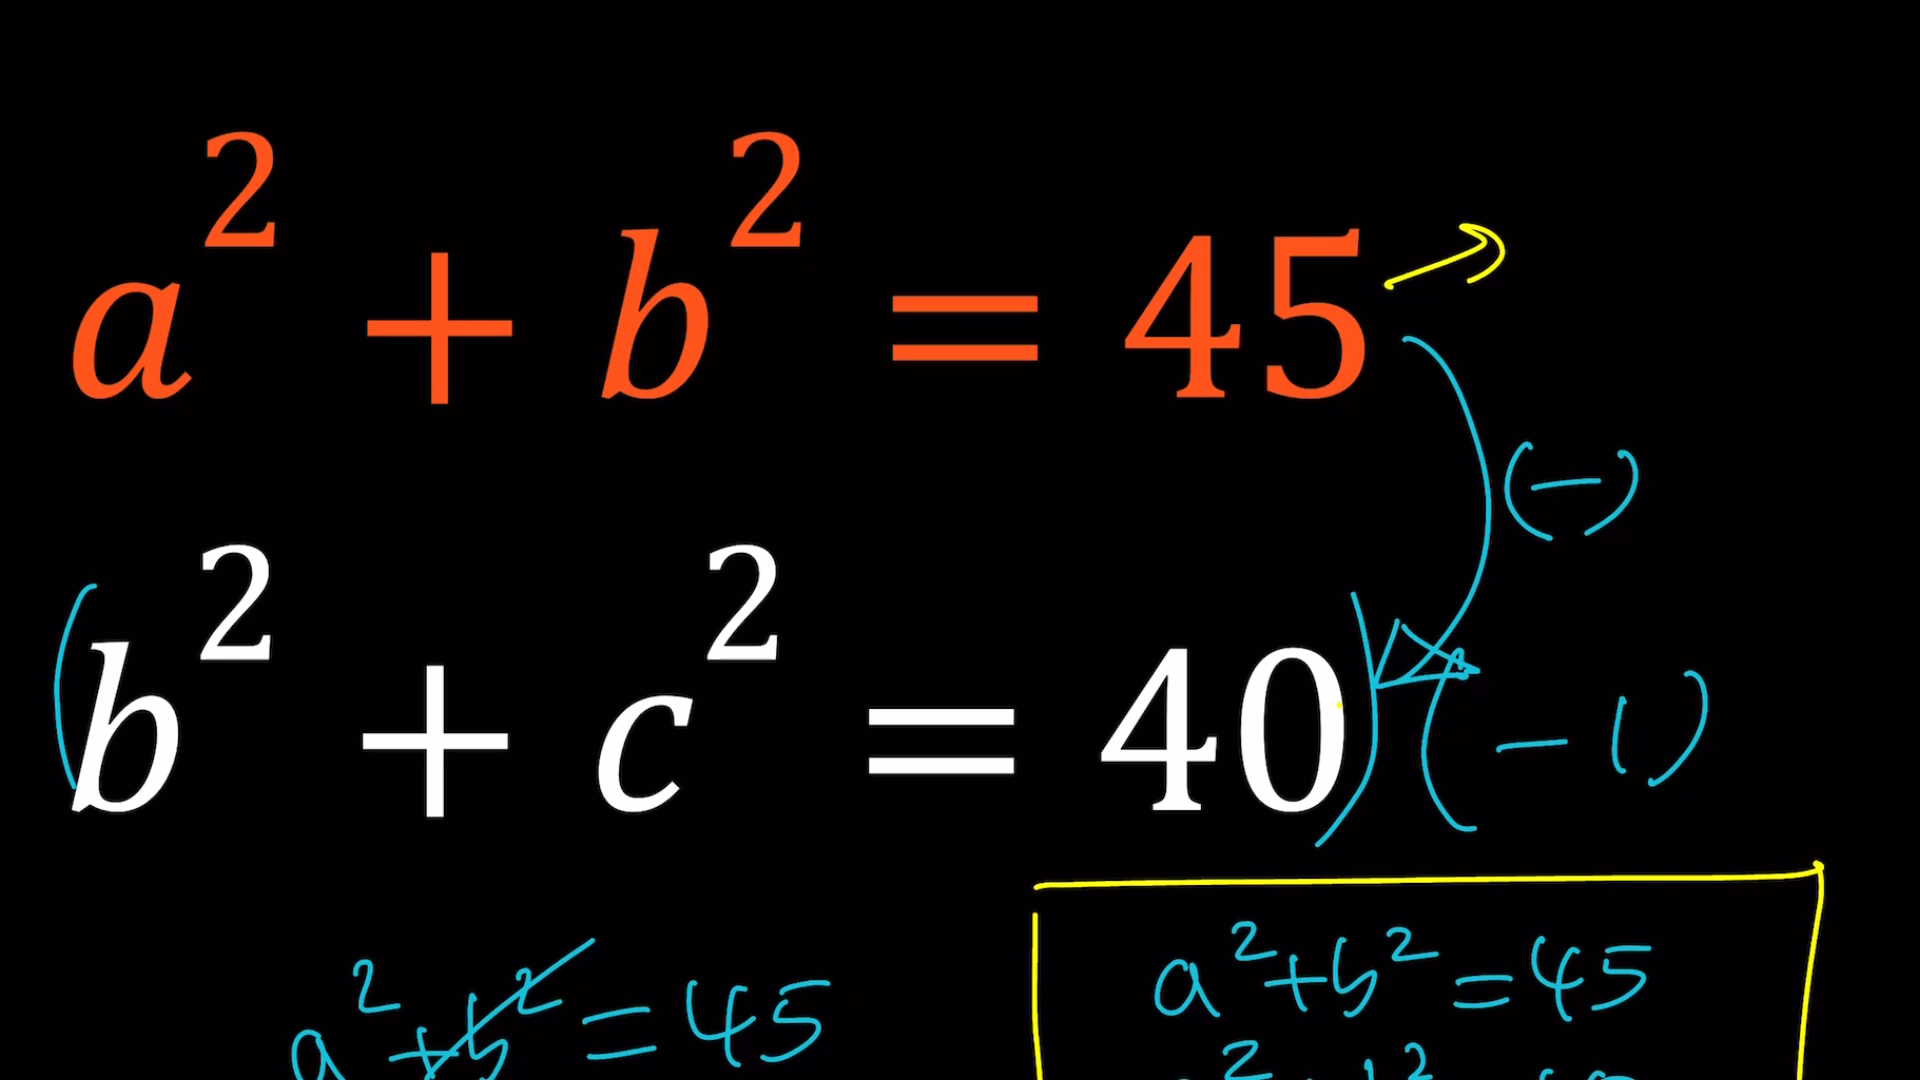 a² + b² = 45
(-)
(b² + c² = 40)(-1)
a² + b² = 45
a² + b² = 45